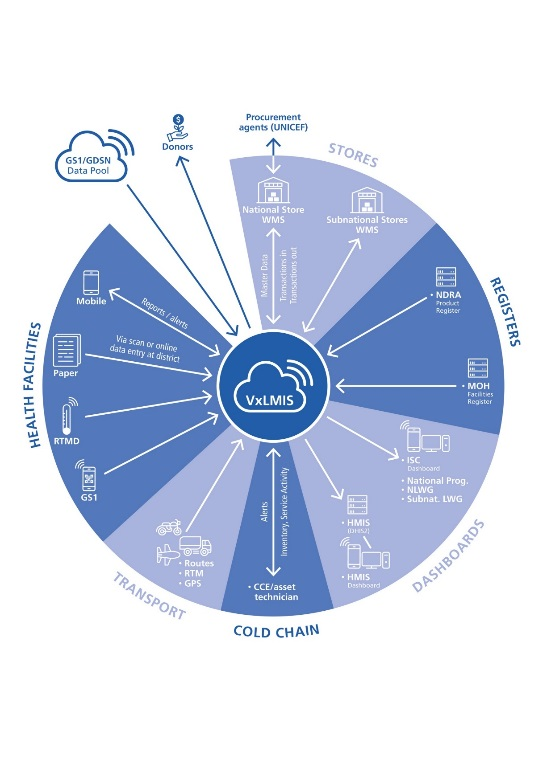 Procurement
agents (UNICEF)
GS1/GDSN
Data Pool
Donors
STORES
National Store
WMS
Subnational Stores
WMS
Master Data
Transactions in
Transactions out
REGISTERS
• NDRA
Product
Register
• MOH
Facilities
Register
HEALTH FACILITIES
Mobile
Reports / alerts
Paper
Via scan or online
data entry at district
RTMD
GS1
VxLMIS
• ISC
Dashboard
• National Prog.
• NLWG
• Subnat. LWG
• HMIS
(DHIS2)
• HMIS
Dashboard
DASHBOARDS
Alerts
Inventory, Service Activity
• CCE/asset
technician
COLD CHAIN
• Routes
• RTM
• GPS
TRANSPORT